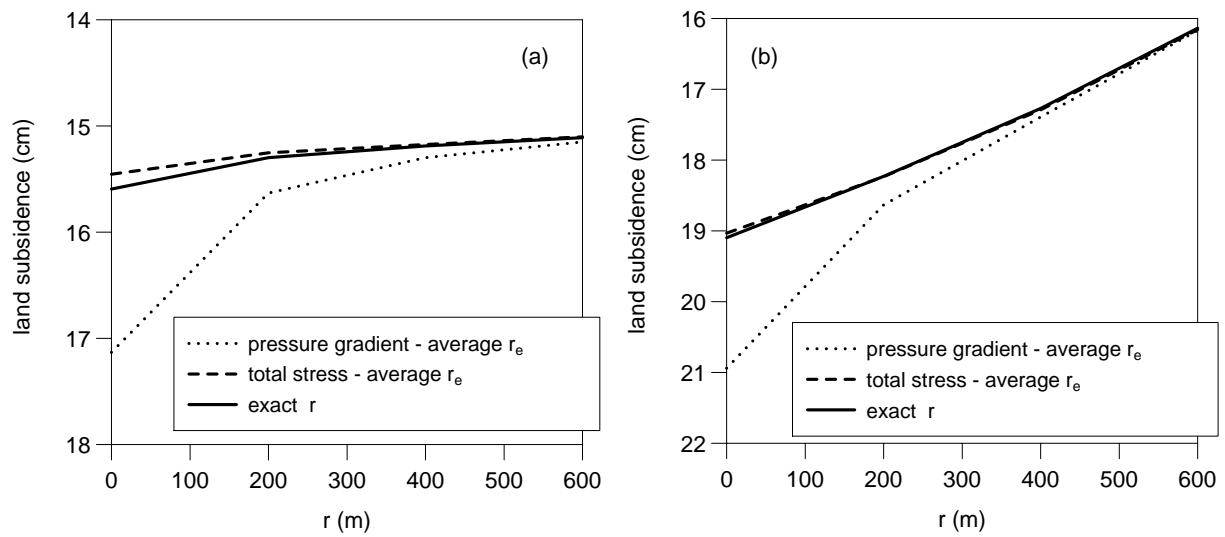 14
15
16
17
18
land subsidence (cm)
(a)
pressure gradient - average re
total stress - average re
exact r
0 100 200 300 400 500 600
r (m)
16
17
18
19
20
21
22
land subsidence (cm)
(b)
pressure gradient - average re
total stress - average re
exact r
0 100 200 300 400 500 600
r (m)